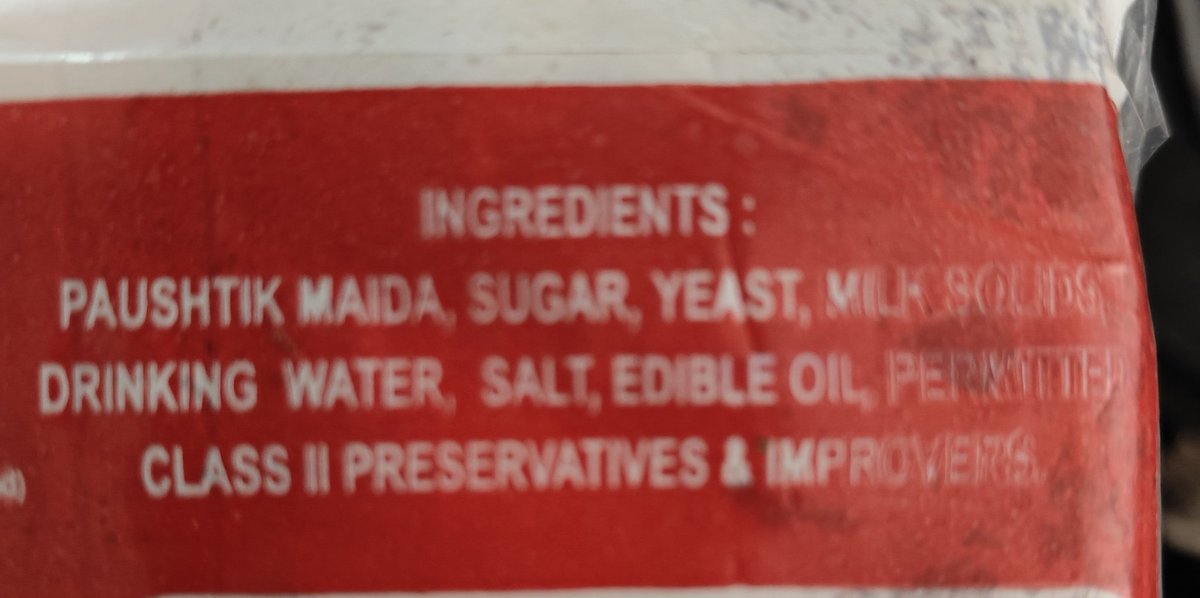 INGREDIENTS :
PAUSHTIK MAIDA, SUGAR, YEAST, MILK SOLIDS,
DRINKING WATER, SALT, EDIBLE OIL, PERMITTED
CLASS II PRESERVATIVES & IMPROVERS.